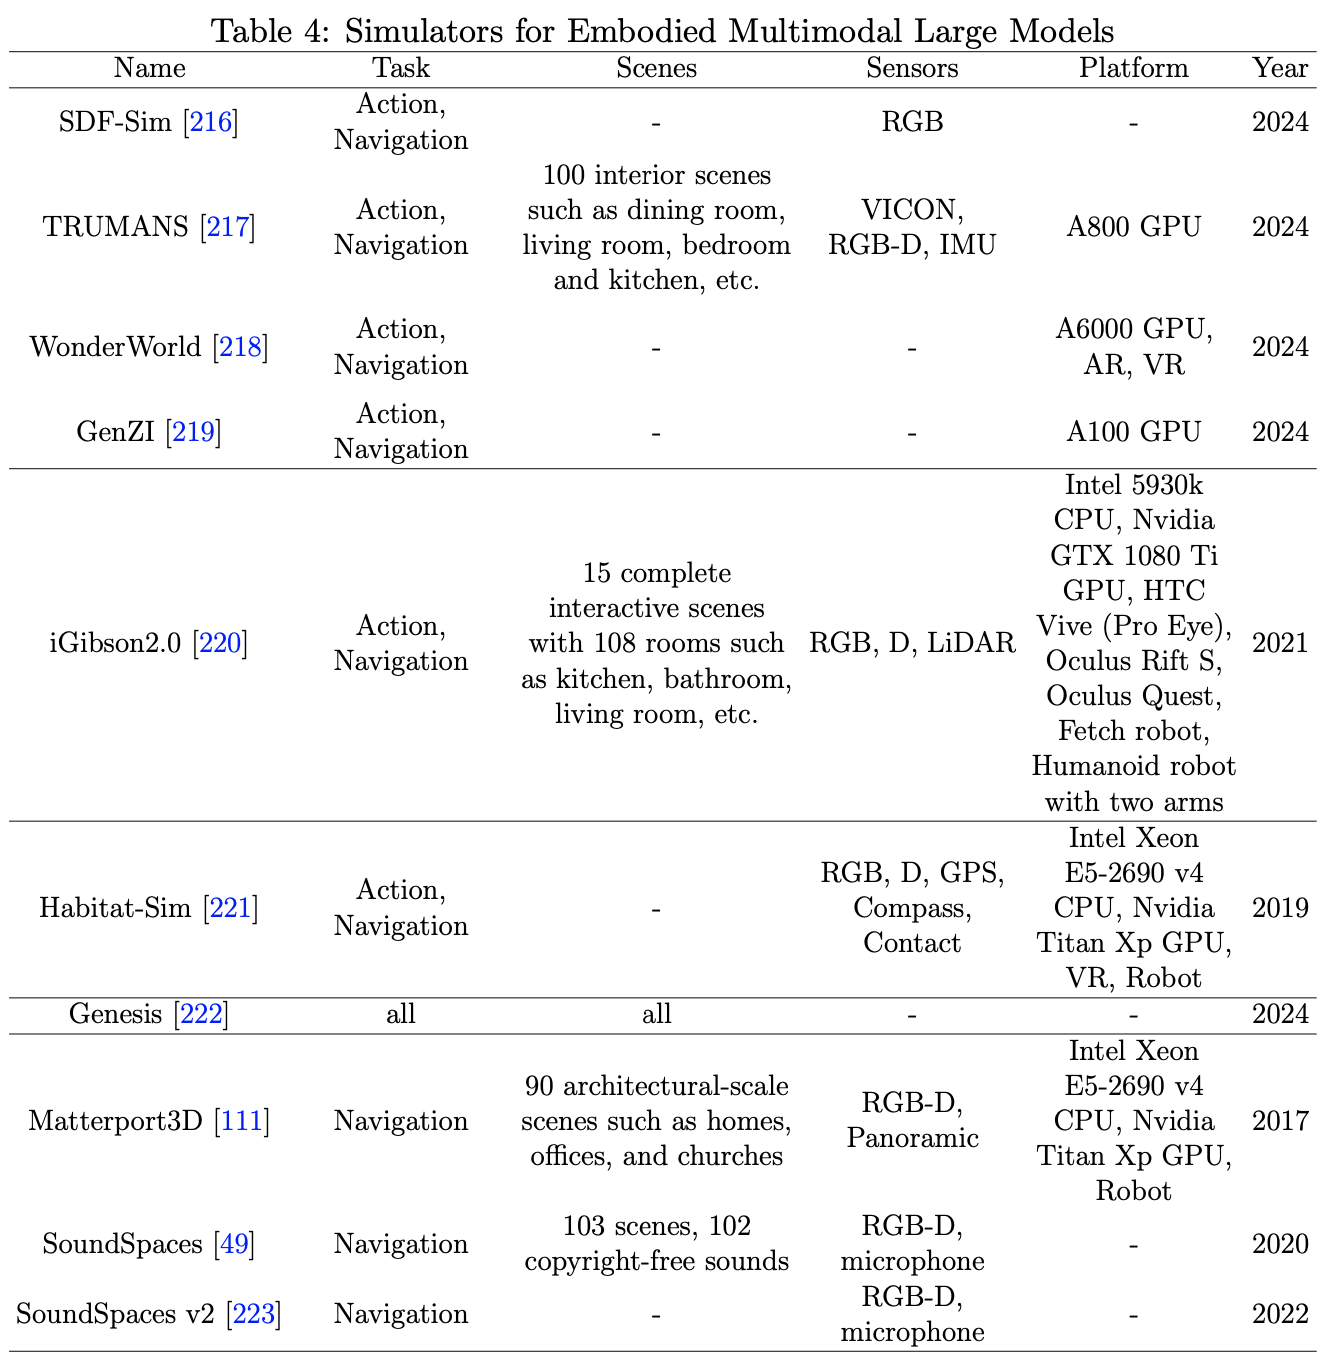 Table 4: Simulators for Embodied Multimodal Large Models
Name Task Scenes Sensors Platform Year
SDF-Sim [216] Action, Navigation - RGB - 2024
TRUMANS [217] Action, Navigation 100 interior scenes such as dining room, living room, bedroom and kitchen, etc. VICON, RGB-D, IMU A800 GPU 2024
WonderWorld [218] Action, Navigation - - A6000 GPU, AR, VR 2024
GenZI [219] Action, Navigation - - A100 GPU 2024
iGibson2.0 [220] Action, Navigation 15 complete interactive scenes with 108 rooms such as kitchen, bathroom, living room, etc. RGB, D, LiDAR Intel 5930k CPU, Nvidia GTX 1080 Ti GPU, HTC Vive (Pro Eye), Oculus Rift S, Oculus Quest, Fetch robot, Humanoid robot with two arms 2021
Habitat-Sim [221] Action, Navigation - RGB, D, GPS, Compass, Contact Intel Xeon E5-2690 v4 CPU, Nvidia Titan Xp GPU, VR, Robot 2019
Genesis [222] all all - - 2024
Matterport3D [111] Navigation 90 architectural-scale scenes such as homes, offices, and churches RGB-D, Panoramic Intel Xeon E5-2690 v4 CPU, Nvidia Titan Xp GPU, Robot 2017
SoundSpaces [49] Navigation 103 scenes, 102 copyright-free sounds RGB-D, microphone - 2020
SoundSpaces v2 [223] Navigation - RGB-D, microphone - 2022